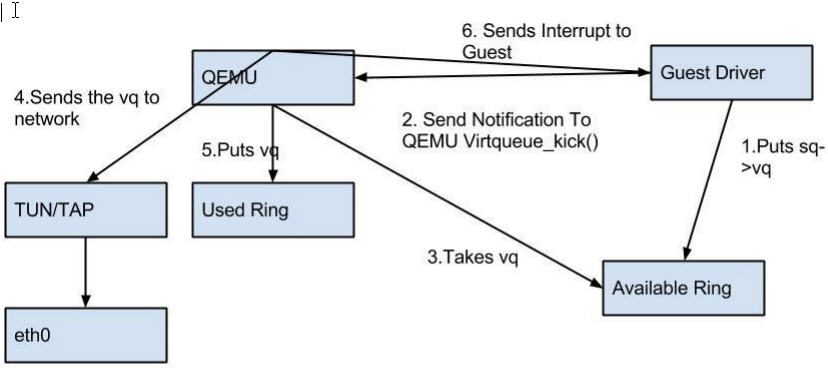 6. Sends Interrupt to
Guest
QEMU
Guest Driver
4.Sends the vq to
network
2. Send Notification To
QEMU Virtqueue_kick()
1.Puts sq-
>vq
5.Puts vq
TUN/TAP
Used Ring
3.Takes vq
Available Ring
eth0